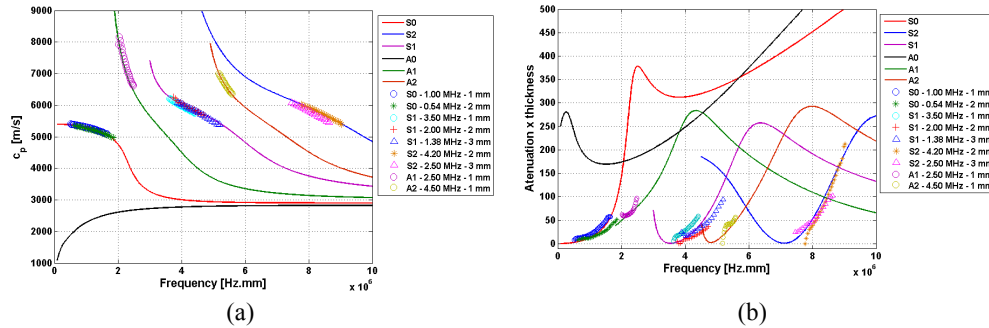 (a)
c_p [m/s]
9000
8000
7000
6000
5000
4000
3000
2000
1000
0
2
4
6
8
10
x 10^6
Frequency [Hz.mm]
S0
S2
S1
A0
A1
A2
S0 - 1.00 MHz - 1 mm
S0 - 0.54 MHz - 2 mm
S1 - 3.50 MHz - 1 mm
S1 - 2.00 MHz - 2 mm
S1 - 1.38 MHz - 3 mm
S2 - 4.20 MHz - 2 mm
S2 - 2.50 MHz - 3 mm
A1 - 2.50 MHz - 1 mm
A2 - 4.50 MHz - 1 mm
(a)
(b)
Atenuation x thickness
500
450
400
350
300
250
200
150
100
50
0
0
2
4
6
8
10
x 10^6
Frequency [Hz.mm]
S0
S2
S1
A0
A1
A2
S0 - 1.00 MHz - 1 mm
S0 - 0.54 MHz - 2 mm
S1 - 3.50 MHz - 1 mm
S1 - 2.00 MHz - 2 mm
S1 - 1.38 MHz - 3 mm
S2 - 4.20 MHz - 2 mm
S2 - 2.50 MHz - 3 mm
A1 - 2.50 MHz - 1 mm
A2 - 4.50 MHz - 1 mm
(b)